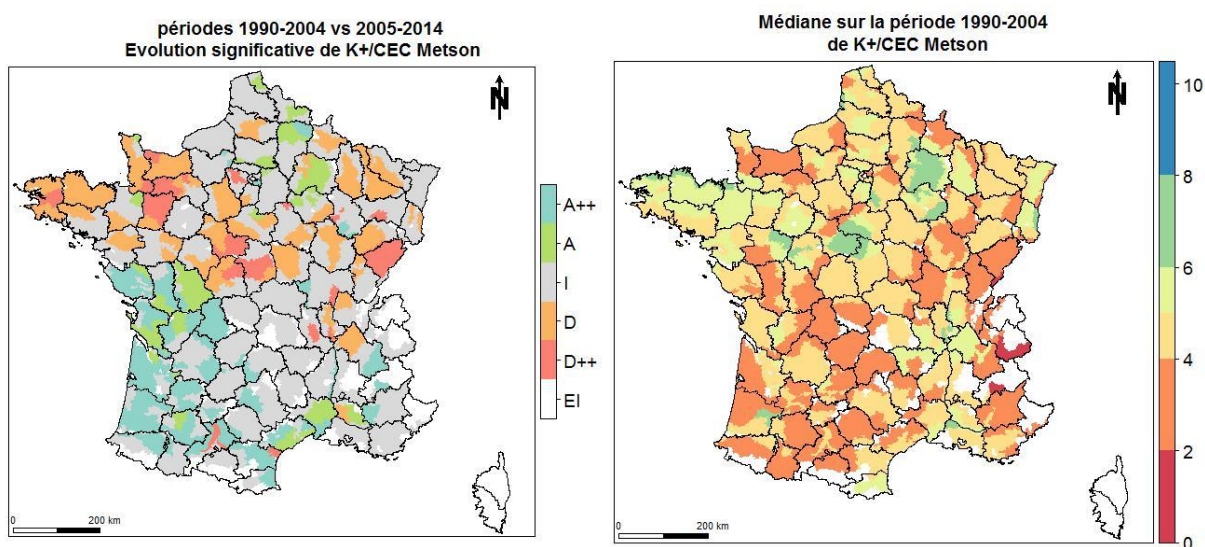 périodes 1990-2004 vs 2005-2014
Evolution significative de K+/CEC Metson
N
A++
A
I
D
D++
EI
0 200 km
Médiane sur la période 1990-2004
de K+/CEC Metson
N
10
8
6
4
2
0
0 200 km